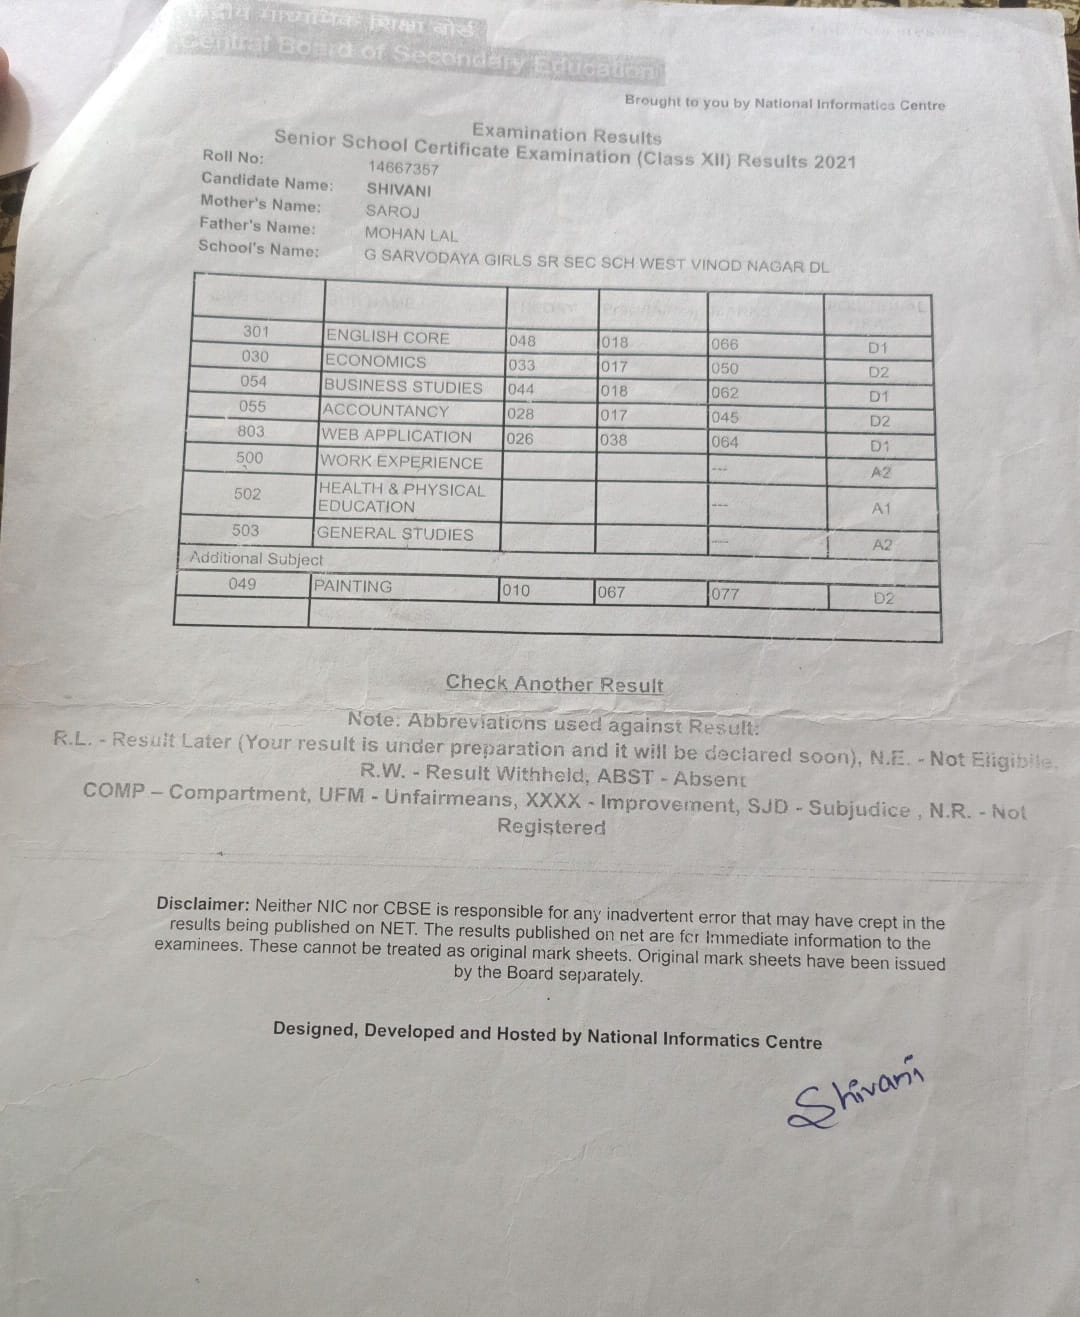 केंद्रीय माध्यमिक शिक्षा बोर्ड
Central Board of Secondary Education
Brought to you by National Informatics Centre
Examination Results
Senior School Certificate Examination (Class XII) Results 2021
Roll No: 14667357
Candidate Name: SHIVANI
Mother's Name: SAROJ
Father's Name: MOHAN LAL
School's Name: G SARVODAYA GIRLS SR SEC SCH WEST VINOD NAGAR DL
SUB CODE SUB NAME THEORY
301 ENGLISH CORE 048 018 066 D1
030 ECONOMICS 033 017 050 D2
054 BUSINESS STUDIES 044 018 062 D1
055 ACCOUNTANCY 028 017 045 D2
803 WEB APPLICATION 026 038 064 D1
500 WORK EXPERIENCE --- A2
502 HEALTH & PHYSICAL EDUCATION --- A1
503 GENERAL STUDIES --- A2
Additional Subject
049 PAINTING 010 067 077 D2
Check Another Result
Note: Abbreviations used against Result:
R.L. - Result Later (Your result is under preparation and it will be declared soon), N.E. - Not Eligibile,
R.W. - Result Withheld, ABST - Absent
COMP – Compartment, UFM - Unfairmeans, XXXX - Improvement, SJD - Subjudice , N.R. - Not
Registered
Disclaimer: Neither NIC nor CBSE is responsible for any inadvertent error that may have crept in the
results being published on NET. The results published on net are for Immediate information to the
examinees. These cannot be treated as original mark sheets. Original mark sheets have been issued
by the Board separately.
Designed, Developed and Hosted by National Informatics Centre
Shivani